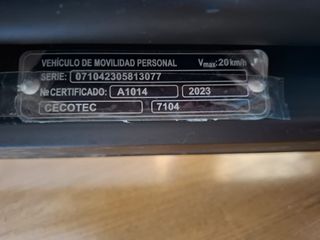 VEHÍCULO DE MOVILIDAD PERSONAL Vmax: 20 km/h
SERIE: 071042305813077
№ CERTIFICADO: A1014 2023
CECOTEC 7104